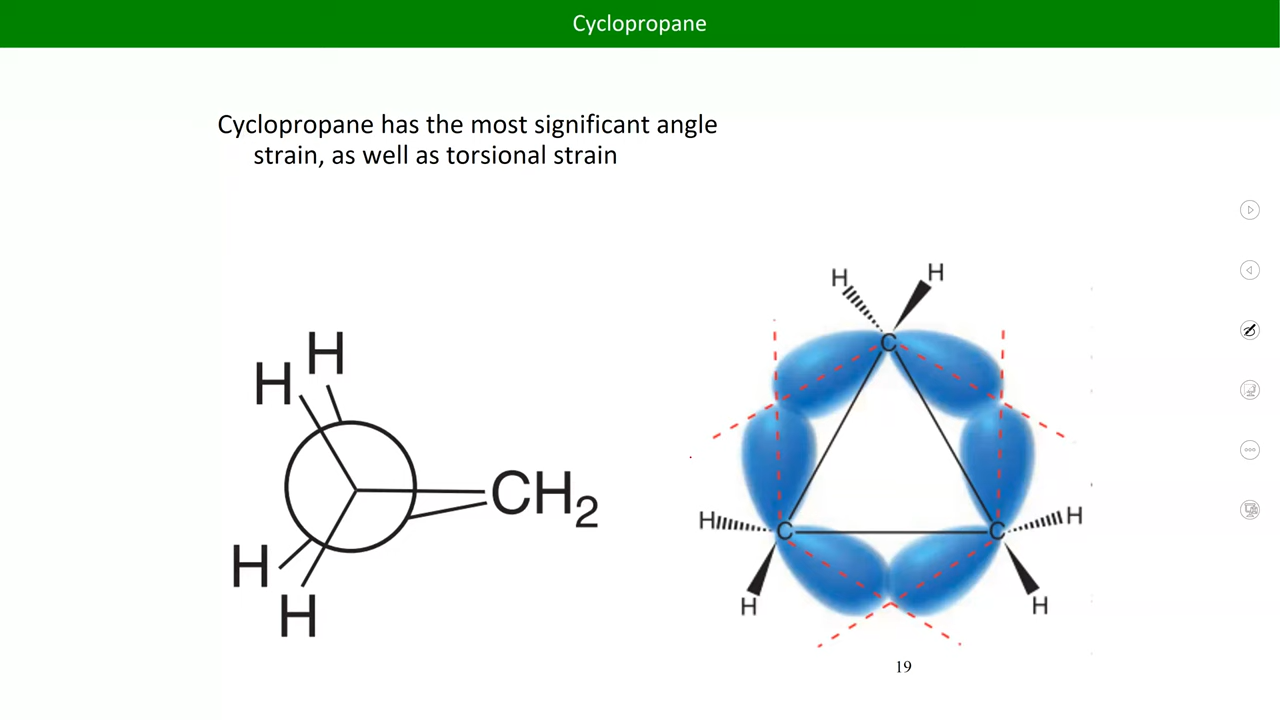 Cyclopropane
Cyclopropane has the most significant angle
strain, as well as torsional strain
H
H
CH2
H
H
H
H
C
H
C
C
H
H
H
19